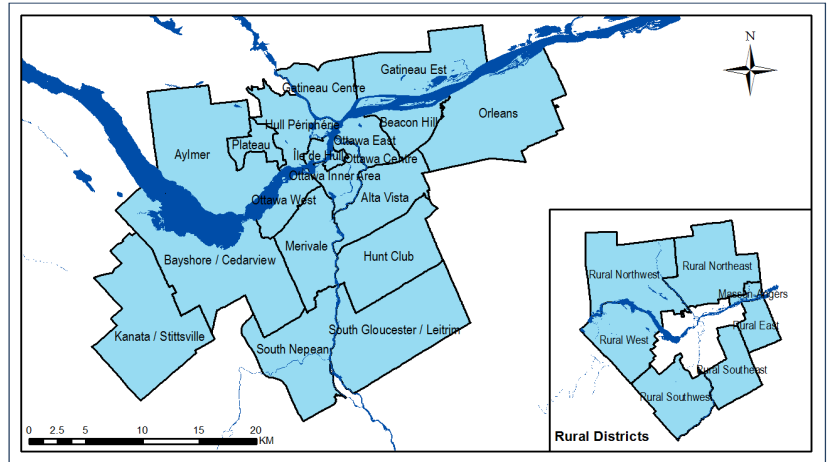 N
Gatineau Est
Gatineau Centre
Orleans
Beacon Hill
Hull Périphérie
Ottawa East
Plateau
Île de Hull
Ottawa Centre
Aylmer
Ottawa Inner Area
Ottawa West
Alta Vista
Merivale
Hunt Club
Bayshore / Cedarview
Kanata / Stittsville
South Gloucester / Leitrim
South Nepean
Rural Northeast
Rural Northwest
Masson-Angers
Rural East
Rural West
Rural Southeast
Rural Southwest
Rural Districts
0 2.5 5 10 15 20
KM